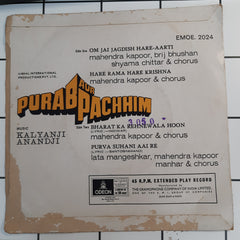 EMOE. 2024
Side One OM JAI JAGDISH HARE-AARTI
mahendra kapoor, brij bhushan
shyama chittar & chorus
VISHAL INTERNATIONAL
PRODUCTIONS PVT. LTD.
HARE RAMA HARE KRISHNA
mahendra kapoor & chorus
PURAB AUR PACHHIM
MUSIC
KALYANJI
ANANDJI
Side Two BHARAT KA REHNEWALA HOON
mahendra kapoor & chorus
PURVA SUHANI AAI RE
lata mangeshkar, mahendra kapoor
manhar & chorus
ODEON
45 R.P.M. EXTENDED PLAY RECORD
THE GRAMOPHONE COMPANY OF INDIA LIMITED